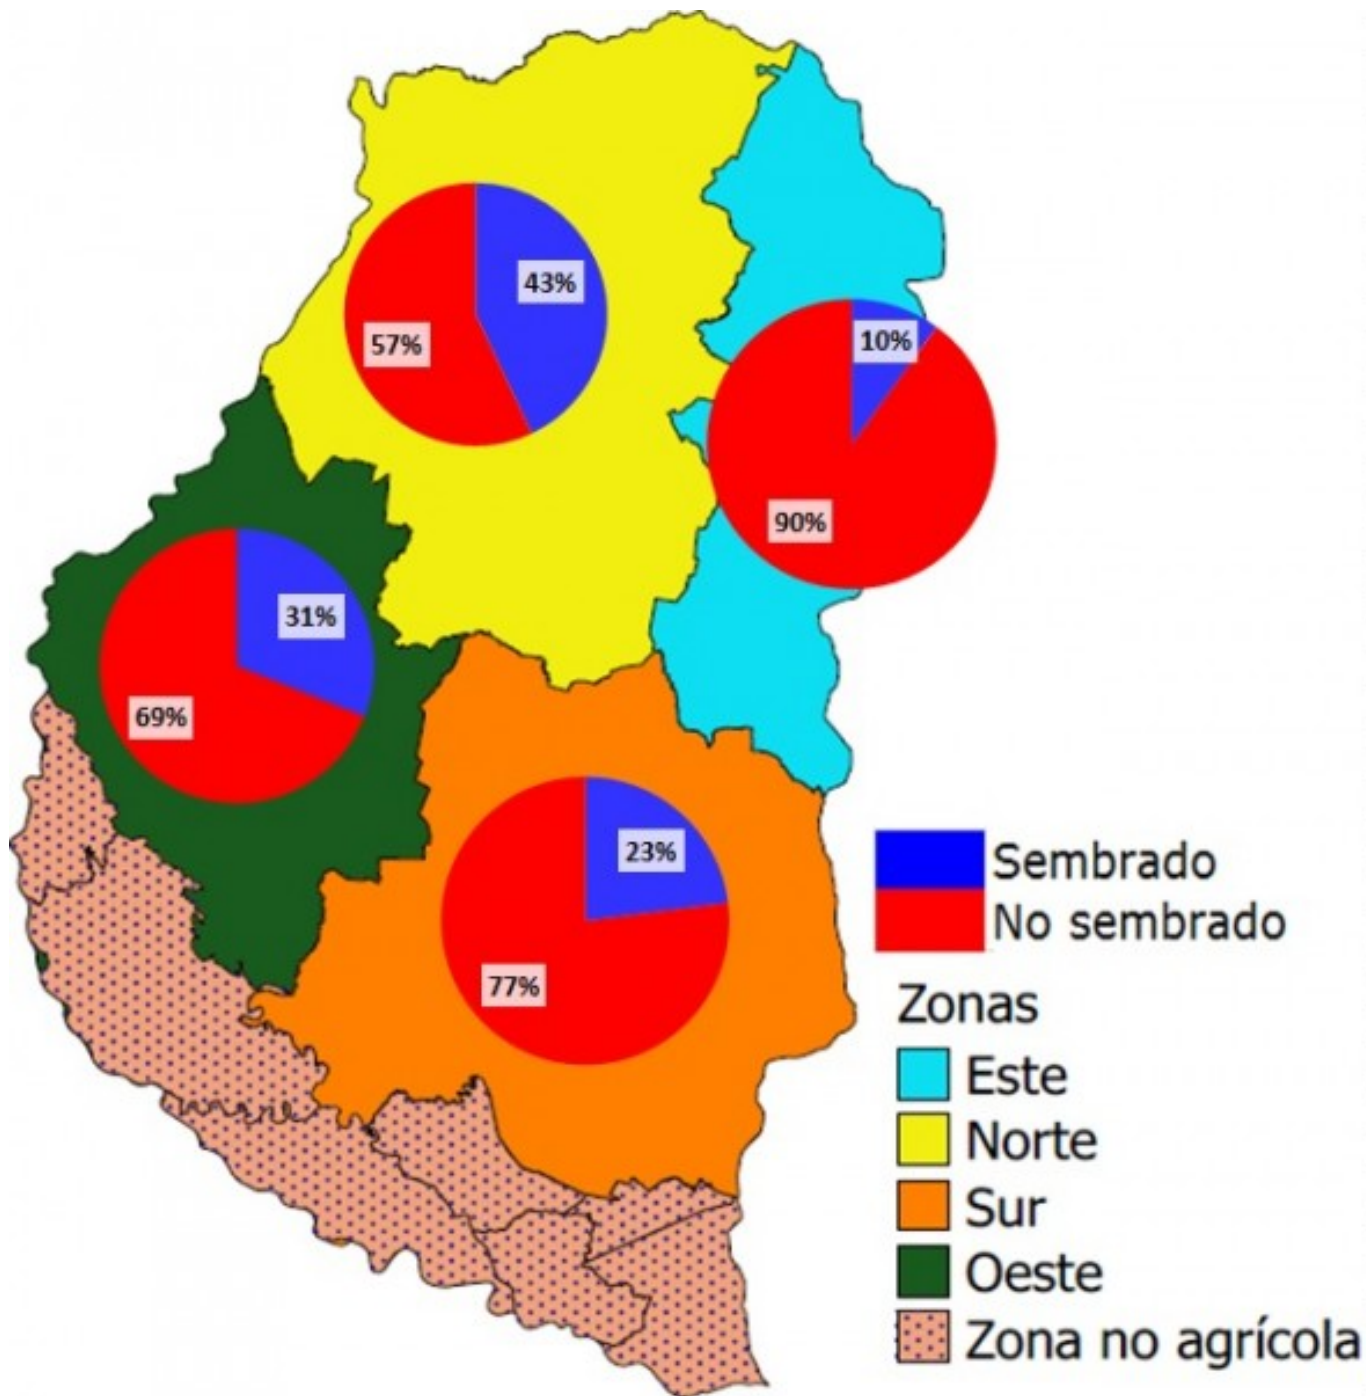 43%
57%
10%
90%
31%
69%
23%
77%
Sembrado
No sembrado
Zonas
Este
Norte
Sur
Oeste
Zona no agrícola